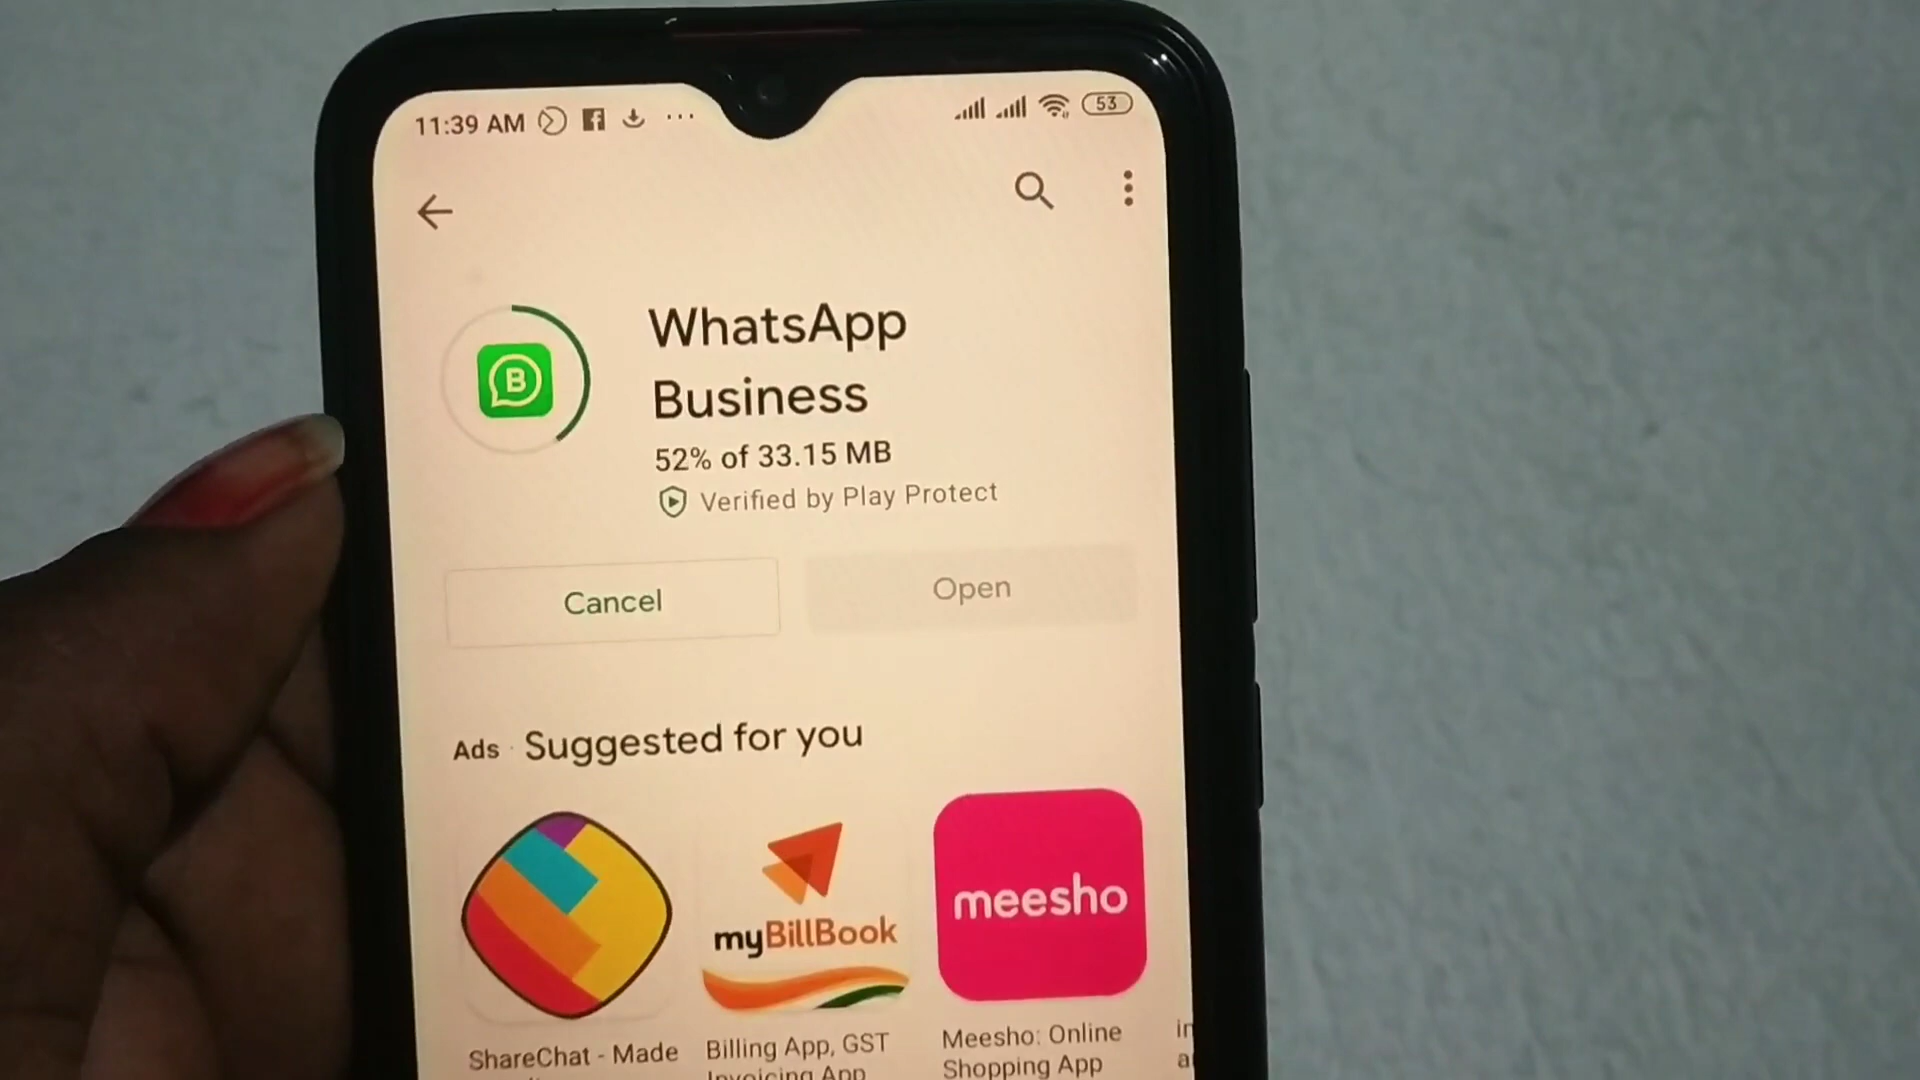 11:39 AM
53
WhatsApp
Business
52% of 33.15 MB
Verified by Play Protect
Cancel
Open
Ads · Suggested for you
myBillBook
meesho
ShareChat - Made
Billing App, GST
Invoicing App
Meesho: Online
Shopping App